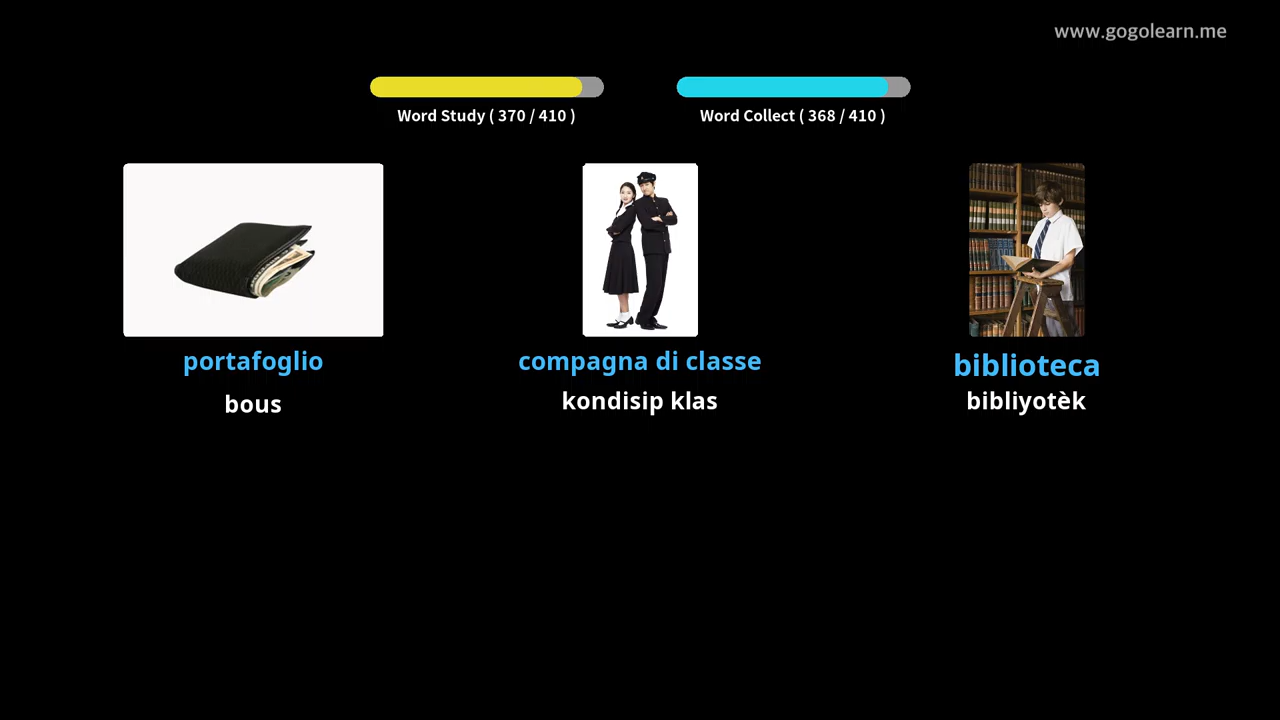 www.gogolearn.me
Word Study ( 370 / 410 )
Word Collect ( 368 / 410 )
portafoglio
bous
compagna di classe
kondisip klas
biblioteca
bibliyotèk